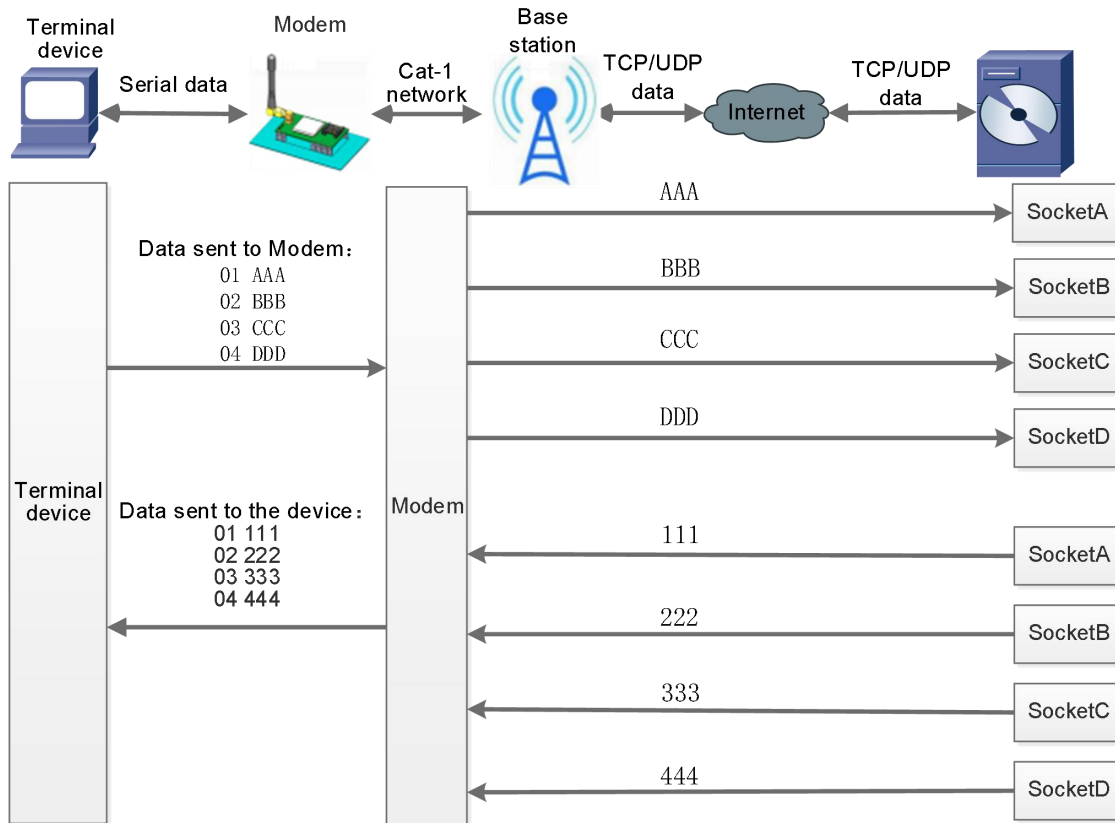 Terminal
device
Serial data
Modem
Cat-1
network
Base
station
TCP/UDP
data
Internet
TCP/UDP
data
Terminal
device
Data sent to Modem：
01 AAA
02 BBB
03 CCC
04 DDD
Data sent to the device：
01 111
02 222
03 333
04 444
Modem
AAA
SocketA
BBB
SocketB
CCC
SocketC
DDD
SocketD
111
SocketA
222
SocketB
333
SocketC
444
SocketD